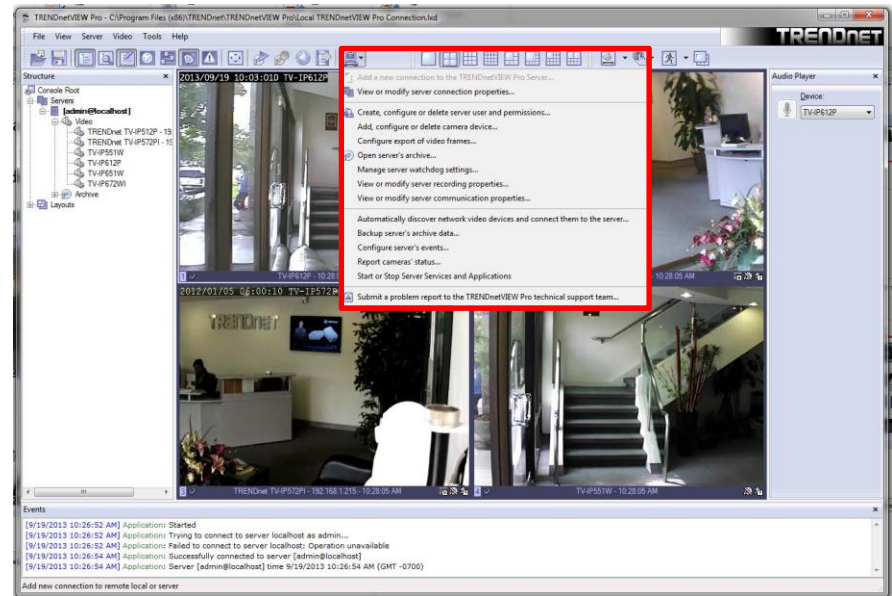 TRENDnetVIEW Pro - C:\Program Files (x86)\TRENDnet\TRENDnetVIEW Pro\Local TRENDnetVIEW Pro Connection.lxd
File View Server Video Tools Help
TRENDNET
Structure
Console Root
Servers
[admin@localhost]
Video
TRENDnet TV-IP512P - 19
TRENDnet TV-IP572PI - 19
TV-IP551W
TV-IP612P
TV-IP651W
TV-IP672WI
Archive
Layouts
2013/09/19 10:03:01D TV-IP612P
Add a new connection to the TRENDnetVIEW Pro Server...
View or modify server connection properties...
Create, configure or delete server user and permissions...
Add, configure or delete camera device...
Configure export of video frames...
Open server's archive...
Manage server watchdog settings...
View or modify server recording properties...
View or modify server communication properties...
Automatically discover network video devices and connect them to the server...
Backup server's archive data...
Configure server's events...
Report cameras' status...
Start or Stop Server Services and Applications
Submit a problem report to the TRENDnetVIEW Pro technical support team...
Audio Player
Device:
TV-IP612P
1 TV-IP612P - 10:28:0
10:28:05 AM
2012/01/05 06:00:10 TV-IP572P
TRENDnet
3 TRENDnet TV-IP572PI - 192.168.1.215 - 10:28:05 AM
4 TV-IP551W - 10:28:05 AM
Events
[9/19/2013 10:26:52 AM] Application: Started
[9/19/2013 10:26:52 AM] Application: Trying to connect to server localhost as admin...
[9/19/2013 10:26:52 AM] Application: Failed to connect to server localhost: Operation unavailable
[9/19/2013 10:26:54 AM] Application: Successfully connected to server [admin@localhost]
[9/19/2013 10:26:54 AM] Application: Server [admin@localhost] time 9/19/2013 10:26:54 AM (GMT -0700)
Add new connection to remote local or server